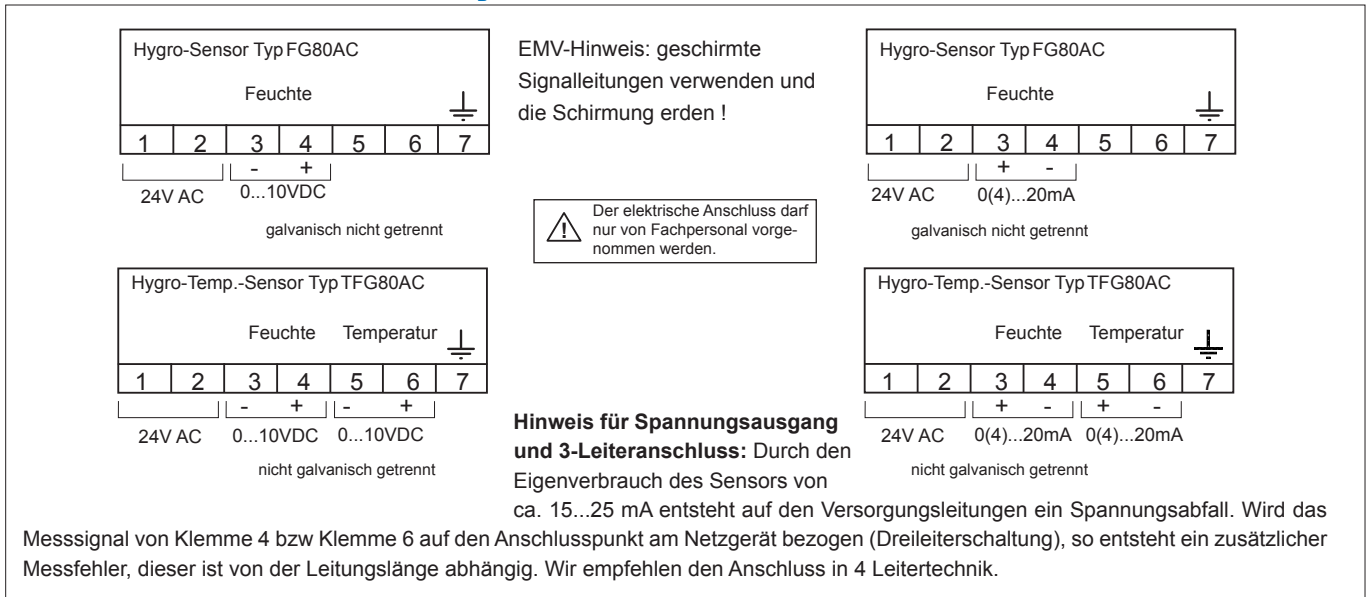 Hygro-Sensor Typ FG80AC
Feuchte
1 2 3 4 5 6 7
- +
24V AC 0...10VDC
galvanisch nicht getrennt
EMV-Hinweis: geschirmte
Signalleitungen verwenden und
die Schirmung erden !
Der elektrische Anschluss darf
nur von Fachpersonal vorge-
nommen werden.
Hygro-Sensor Typ FG80AC
Feuchte
1 2 3 4 5 6 7
+ -
24V AC 0(4)...20mA
galvanisch nicht getrennt
Hygro-Temp.-Sensor Typ TFG80AC
Feuchte Temperatur
1 2 3 4 5 6 7
- + - +
24V AC 0...10VDC 0...10VDC
nicht galvanisch getrennt
Hygro-Temp.-Sensor Typ TFG80AC
Feuchte Temperatur
1 2 3 4 5 6 7
+ - + -
24V AC 0(4)...20mA 0(4)...20mA
nicht galvanisch getrennt
Hinweis für Spannungsausgang
und 3-Leiteranschluss: Durch den
Eigenverbrauch des Sensors von
ca. 15...25 mA entsteht auf den Versorgungsleitungen ein Spannungsabfall. Wird das
Messsignal von Klemme 4 bzw Klemme 6 auf den Anschlusspunkt am Netzgerät bezogen (Dreileiterschaltung), so entsteht ein zusätzlicher
Messfehler, dieser ist von der Leitungslänge abhängig. Wir empfehlen den Anschluss in 4 Leitertechnik.